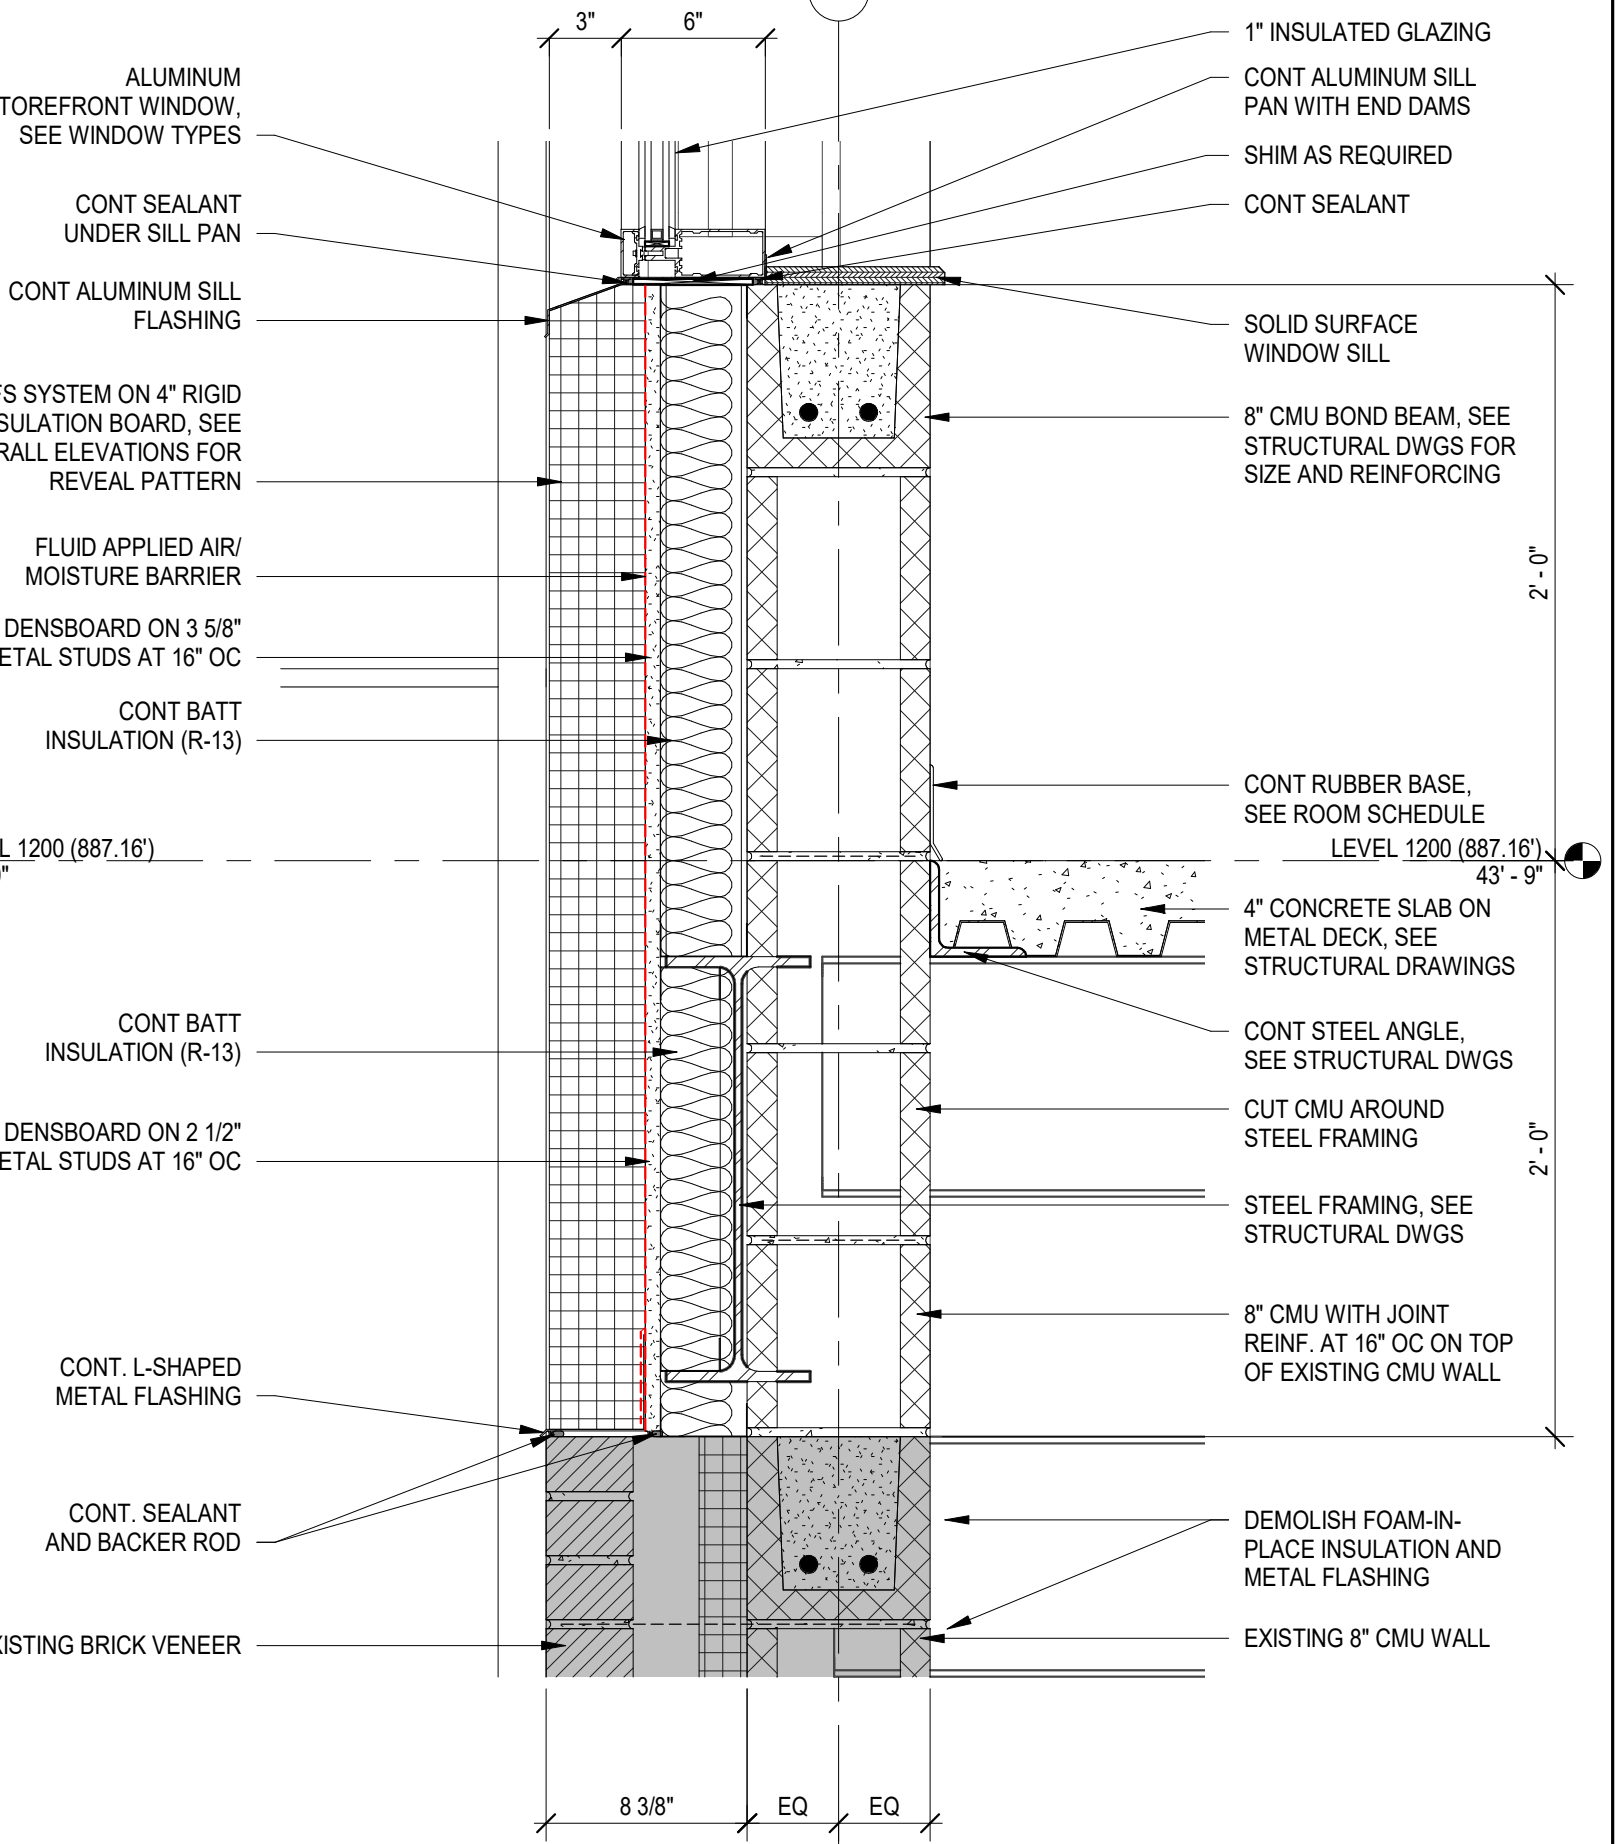 3"
6"
ALUMINUM
TOREFRONT WINDOW,
SEE WINDOW TYPES
CONT SEALANT
UNDER SILL PAN
CONT ALUMINUM SILL
FLASHING
FS SYSTEM ON 4" RIGID
SULATION BOARD, SEE
RALL ELEVATIONS FOR
REVEAL PATTERN
FLUID APPLIED AIR/
MOISTURE BARRIER
DENSBOARD ON 3 5/8"
ETAL STUDS AT 16" OC
CONT BATT
INSULATION (R-13)
L 1200 (887.16')
"
CONT BATT
INSULATION (R-13)
DENSBOARD ON 2 1/2"
ETAL STUDS AT 16" OC
CONT. L-SHAPED
METAL FLASHING
CONT. SEALANT
AND BACKER ROD
XISTING BRICK VENEER
1" INSULATED GLAZING
CONT ALUMINUM SILL
PAN WITH END DAMS
SHIM AS REQUIRED
CONT SEALANT
SOLID SURFACE
WINDOW SILL
8" CMU BOND BEAM, SEE
STRUCTURAL DWGS FOR
SIZE AND REINFORCING
2' - 0"
CONT RUBBER BASE,
SEE ROOM SCHEDULE
LEVEL 1200 (887.16')
43' - 9"
4" CONCRETE SLAB ON
METAL DECK, SEE
STRUCTURAL DRAWINGS
CONT STEEL ANGLE,
SEE STRUCTURAL DWGS
CUT CMU AROUND
STEEL FRAMING
2' - 0"
STEEL FRAMING, SEE
STRUCTURAL DWGS
8" CMU WITH JOINT
REINF. AT 16" OC ON TOP
OF EXISTING CMU WALL
DEMOLISH FOAM-IN-
PLACE INSULATION AND
METAL FLASHING
EXISTING 8" CMU WALL
8 3/8"
EQ
EQ